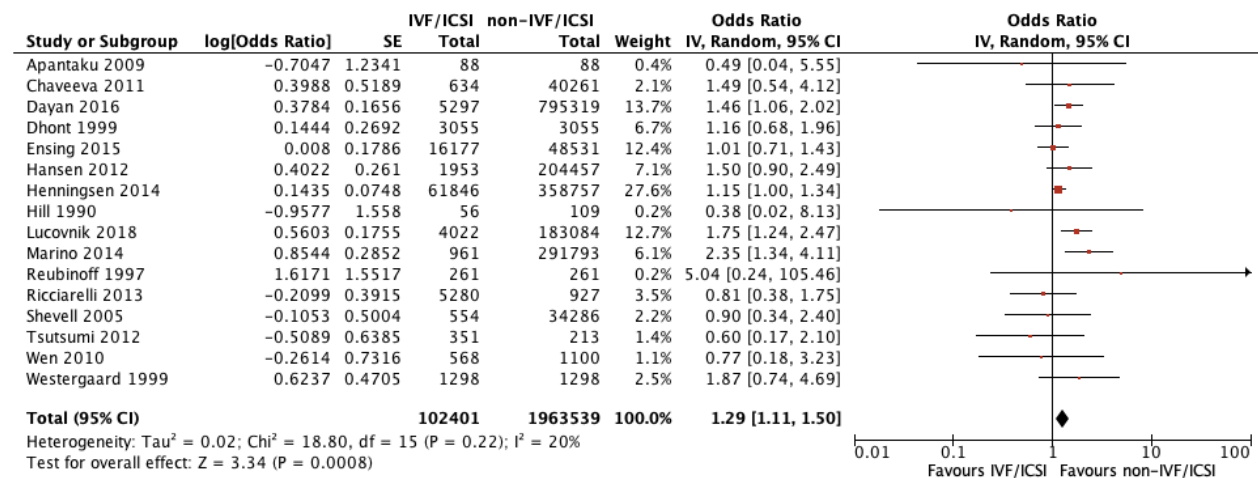 IVF/ICSI non-IVF/ICSI Odds Ratio Odds Ratio
Study or Subgroup log[Odds Ratio] SE Total Total Weight IV, Random, 95% CI IV, Random, 95% CI
Apantaku 2009 -0.7047 1.2341 88 88 0.4% 0.49 [0.04, 5.55]
Chaveeva 2011 0.3988 0.5189 634 40261 2.1% 1.49 [0.54, 4.12]
Dayan 2016 0.3784 0.1656 5297 795319 13.7% 1.46 [1.06, 2.02]
Dhont 1999 0.1444 0.2692 3055 3055 6.7% 1.16 [0.68, 1.96]
Ensing 2015 0.008 0.1786 16177 48531 12.4% 1.01 [0.71, 1.43]
Hansen 2012 0.4022 0.261 1953 204457 7.1% 1.50 [0.90, 2.49]
Henningsen 2014 0.1435 0.0748 61846 358757 27.6% 1.15 [1.00, 1.34]
Hill 1990 -0.9577 1.558 56 109 0.2% 0.38 [0.02, 8.13]
Lucovnik 2018 0.5603 0.1755 4022 183084 12.7% 1.75 [1.24, 2.47]
Marino 2014 0.8544 0.2852 961 291793 6.1% 2.35 [1.34, 4.11]
Reubinoff 1997 1.6171 1.5517 261 261 0.2% 5.04 [0.24, 105.46]
Ricciarelli 2013 -0.2099 0.3915 5280 927 3.5% 0.81 [0.38, 1.75]
Shevell 2005 -0.1053 0.5004 554 34286 2.2% 0.90 [0.34, 2.40]
Tsutsumi 2012 -0.5089 0.6385 351 213 1.4% 0.60 [0.17, 2.10]
Wen 2010 -0.2614 0.7316 568 1100 1.1% 0.77 [0.18, 3.23]
Westergaard 1999 0.6237 0.4705 1298 1298 2.5% 1.87 [0.74, 4.69]
Total (95% CI) 102401 1963539 100.0% 1.29 [1.11, 1.50]
Heterogeneity: Tau² = 0.02; Chi² = 18.80, df = 15 (P = 0.22); I² = 20%
Test for overall effect: Z = 3.34 (P = 0.0008)
0.01 0.1 1 10 100
Favours IVF/ICSI Favours non-IVF/ICSI